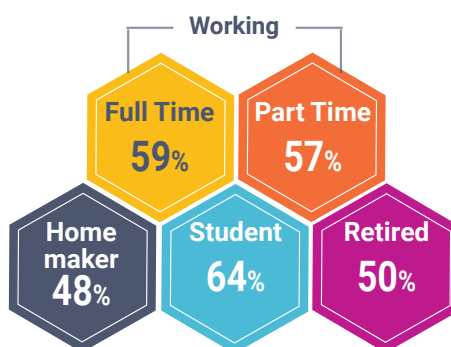 Working
Full Time
59%
Part Time
57%
Home
maker
48%
Student
64%
Retired
50%